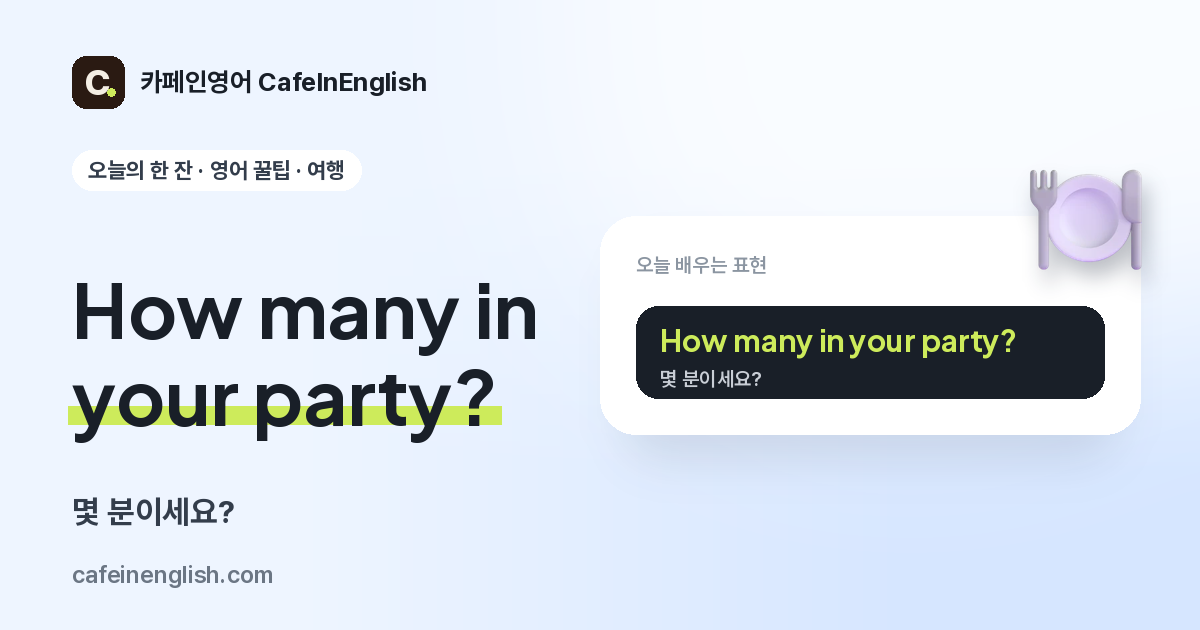 C
카페인영어 CafeInEnglish
오늘의 한 잔 · 영어 꿀팁 · 여행
How many in
your party?
몇 분이세요?
cafeinenglish.com
오늘 배우는 표현
How many in your party?
몇 분이세요?